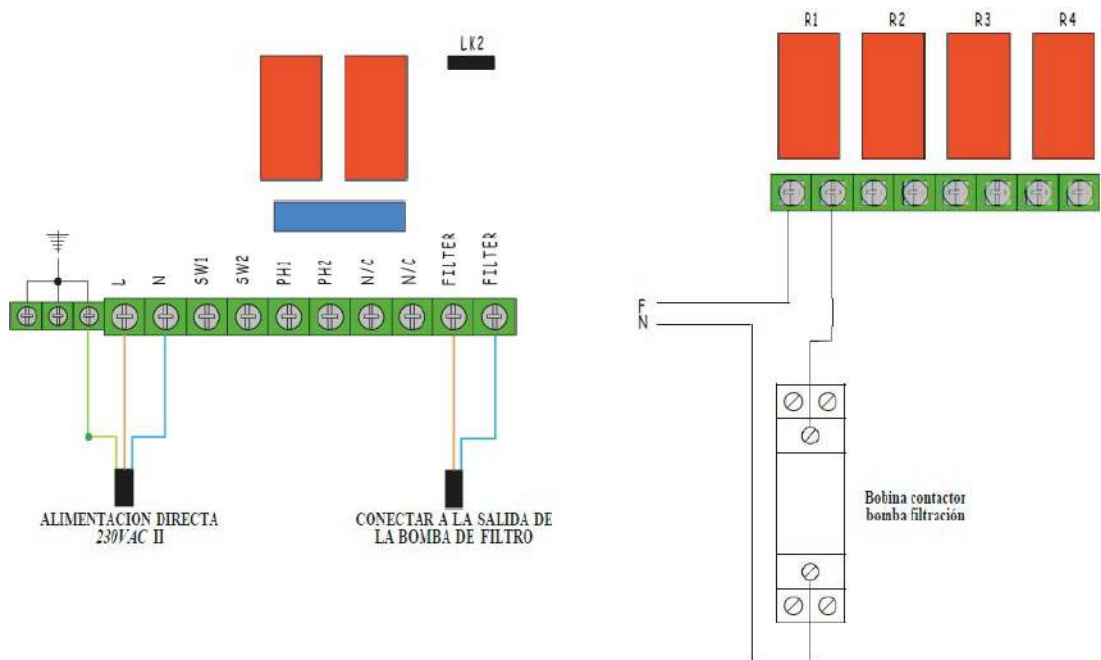 LK2
L
N
SW1
SW2
PH1
PH2
N/C
N/C
FILTER
FILTER
ALIMENTACION DIRECTA
230VAC II
CONECTAR A LA SALIDA DE
LA BOMBA DE FILTRO
R1
R2
R3
R4
F
N
Bobina contactor
bomba filtración